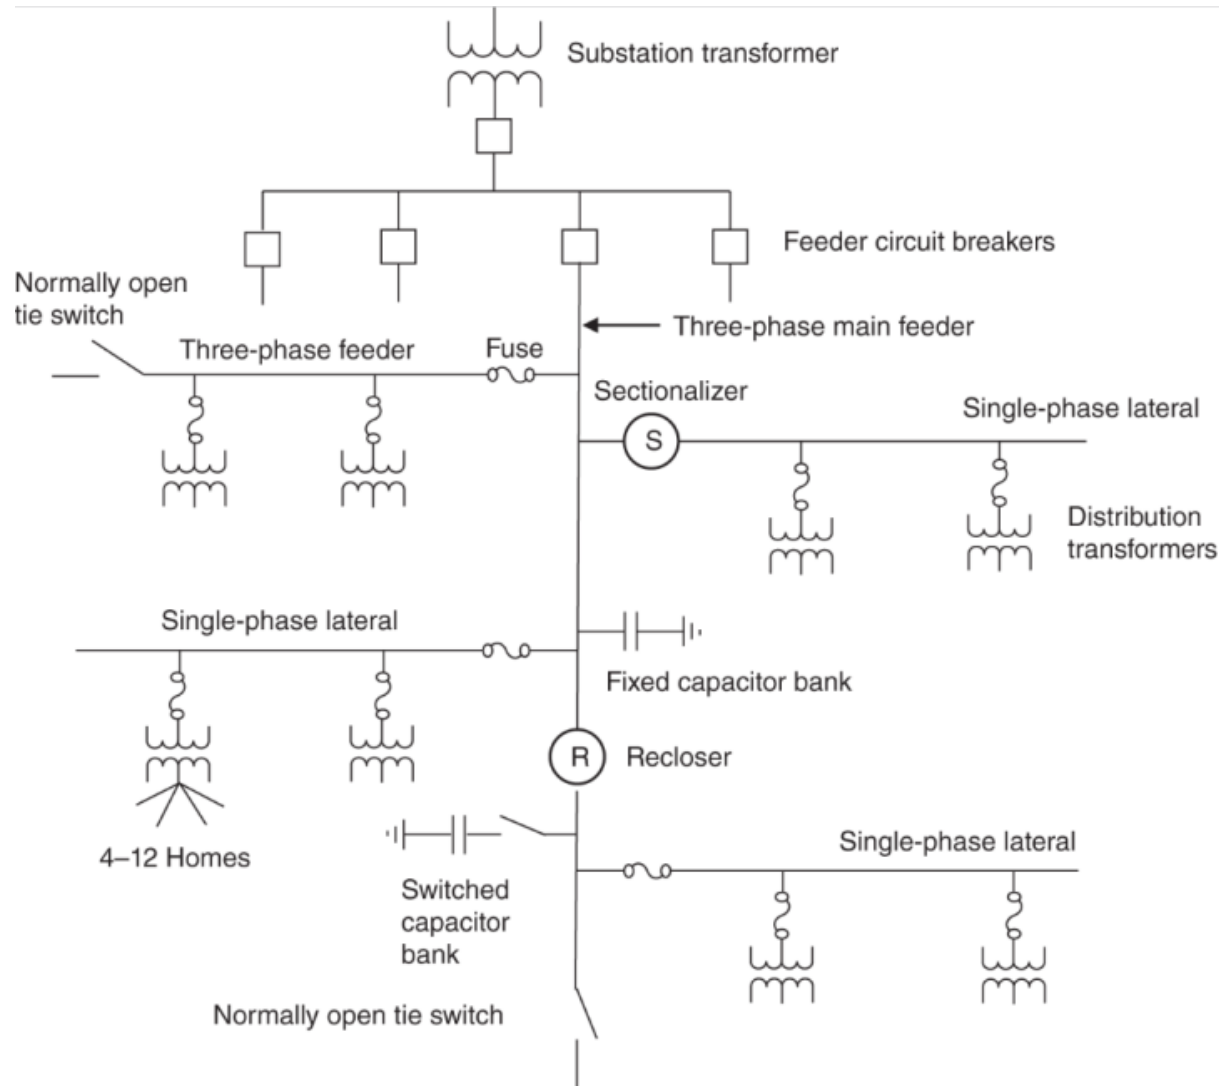 Substation transformer
Feeder circuit breakers
Normally open
tie switch
Three-phase main feeder
Three-phase feeder
Fuse
Sectionalizer
Single-phase lateral
S
Distribution
transformers
Single-phase lateral
Fixed capacitor bank
R
Recloser
4–12 Homes
Single-phase lateral
Switched
capacitor
bank
Normally open tie switch